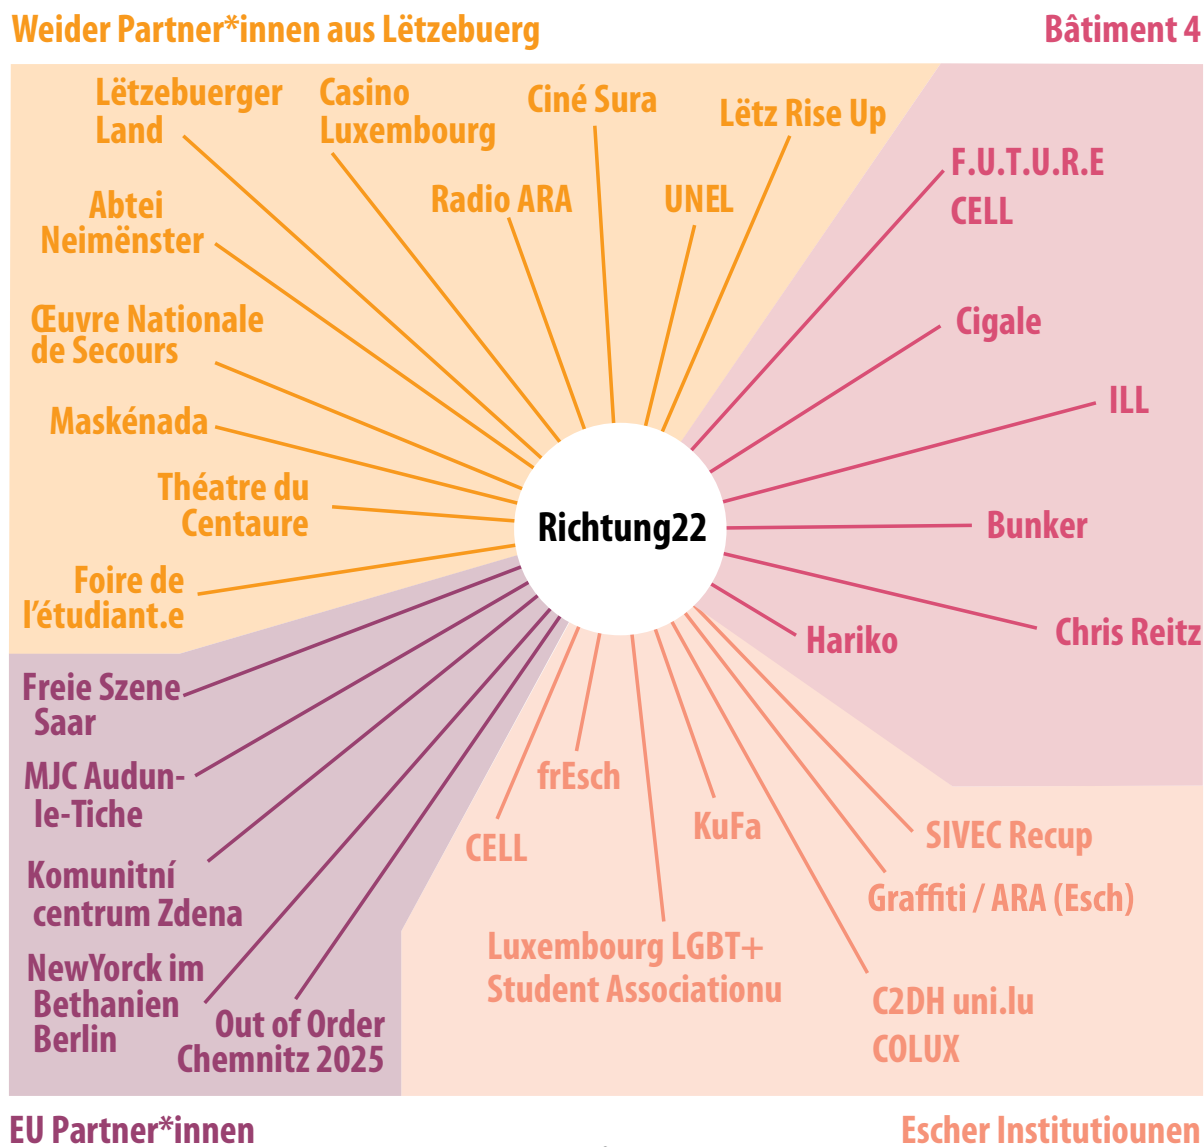 Weider Partner*innen aus Lëtzebuerg
Bâtiment 4
Lëtzebuerger
Land
Casino
Luxembourg
Ciné Sura
Lëtz Rise Up
Abtei
Neimënster
Radio ARA
UNEL
Œuvre Nationale
de Secours
Maskénada
Théatre du
Centaure
Foire de
l'étudiant.e
F.U.T.U.R.E
CELL
Cigale
ILL
Bunker
Chris Reitz
Hariko
Richtung22
Freie Szene
Saar
MJC Audun-
le-Tiche
Komunitní
centrum Zdena
NewYorck im
Bethanien
Berlin
Out of Order
Chemnitz 2025
CELL
frEsch
Luxembourg LGBT+
Student Associationu
KuFa
SIVEC Recup
Graffiti / ARA (Esch)
C2DH uni.lu
COLUX
EU Partner*innen
Escher Institutiounen